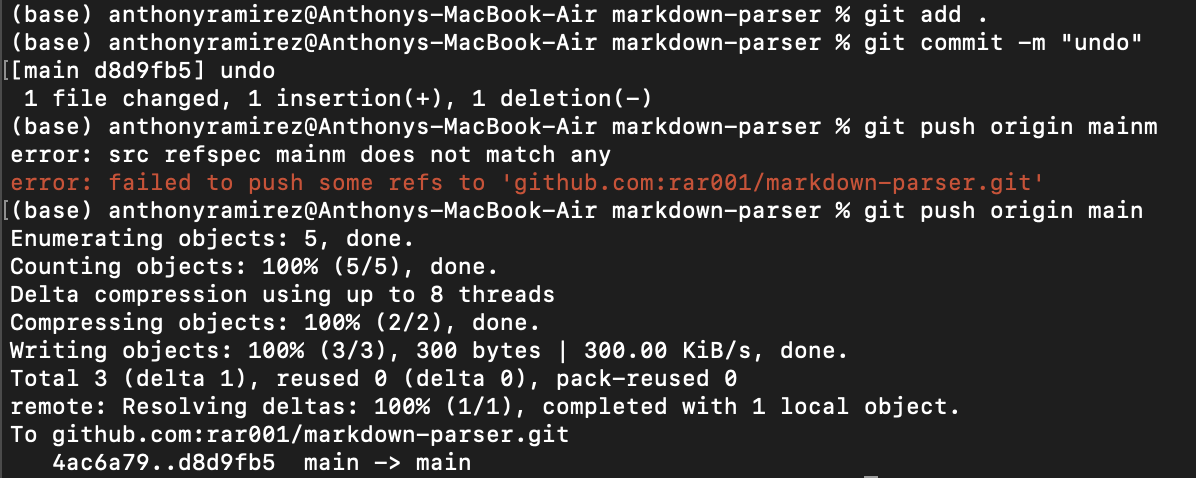 (base) anthonyramirez@Anthonys-MacBook-Air markdown-parser % git add .
(base) anthonyramirez@Anthonys-MacBook-Air markdown-parser % git commit -m "undo"
[[main d8d9fb5] undo
 1 file changed, 1 insertion(+), 1 deletion(-)
(base) anthonyramirez@Anthonys-MacBook-Air markdown-parser % git push origin mainm
error: src refspec mainm does not match any
error: failed to push some refs to 'github.com:rar001/markdown-parser.git'
[(base) anthonyramirez@Anthonys-MacBook-Air markdown-parser % git push origin main
Enumerating objects: 5, done.
Counting objects: 100% (5/5), done.
Delta compression using up to 8 threads
Compressing objects: 100% (2/2), done.
Writing objects: 100% (3/3), 300 bytes | 300.00 KiB/s, done.
Total 3 (delta 1), reused 0 (delta 0), pack-reused 0
remote: Resolving deltas: 100% (1/1), completed with 1 local object.
To github.com:rar001/markdown-parser.git
   4ac6a79..d8d9fb5  main -> main